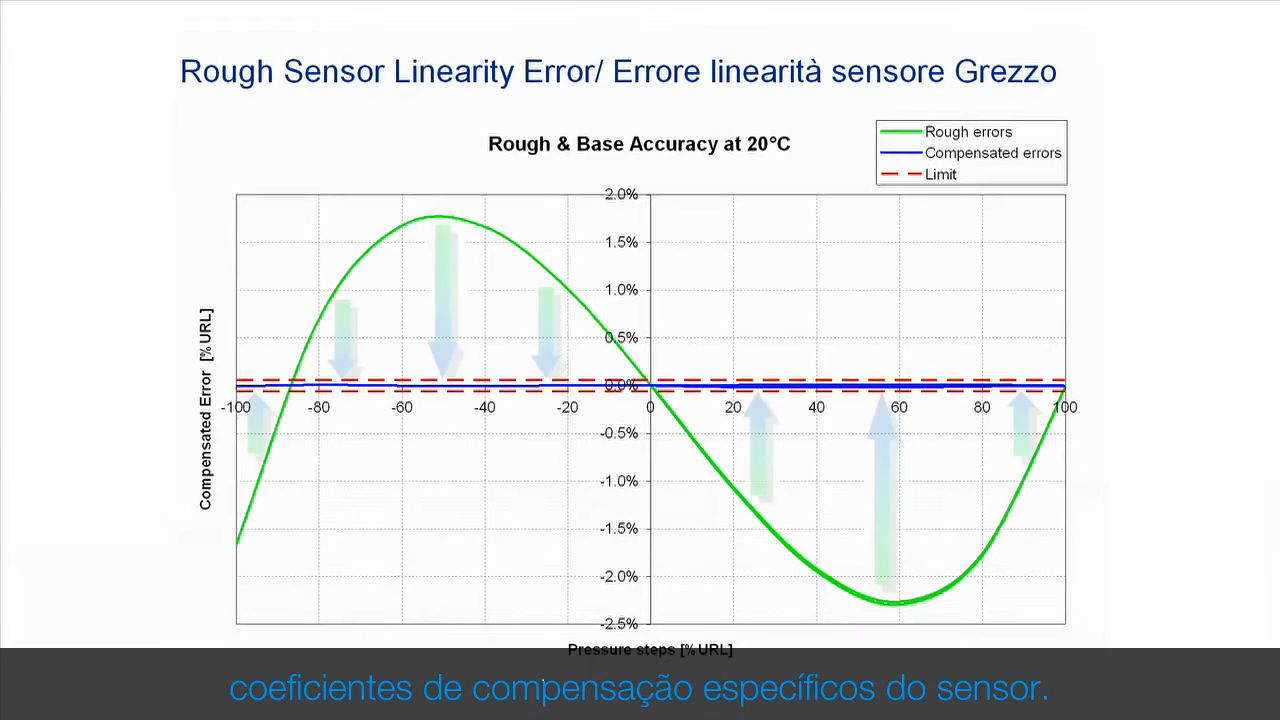 Rough Sensor Linearity Error/ Errore linearità sensore Grezzo
Rough & Base Accuracy at 20°C
Rough errors
Compensated errors
Limit
Compensated Error [% URL]
2.0%
1.5%
1.0%
0.5%
0.0%
-0.5%
-1.0%
-1.5%
-2.0%
-2.5%
-100 -80 -60 -40 -20 0 20 40 60 80 100
Pressure steps [% URL]
coeficientes de compensação específicos do sensor.